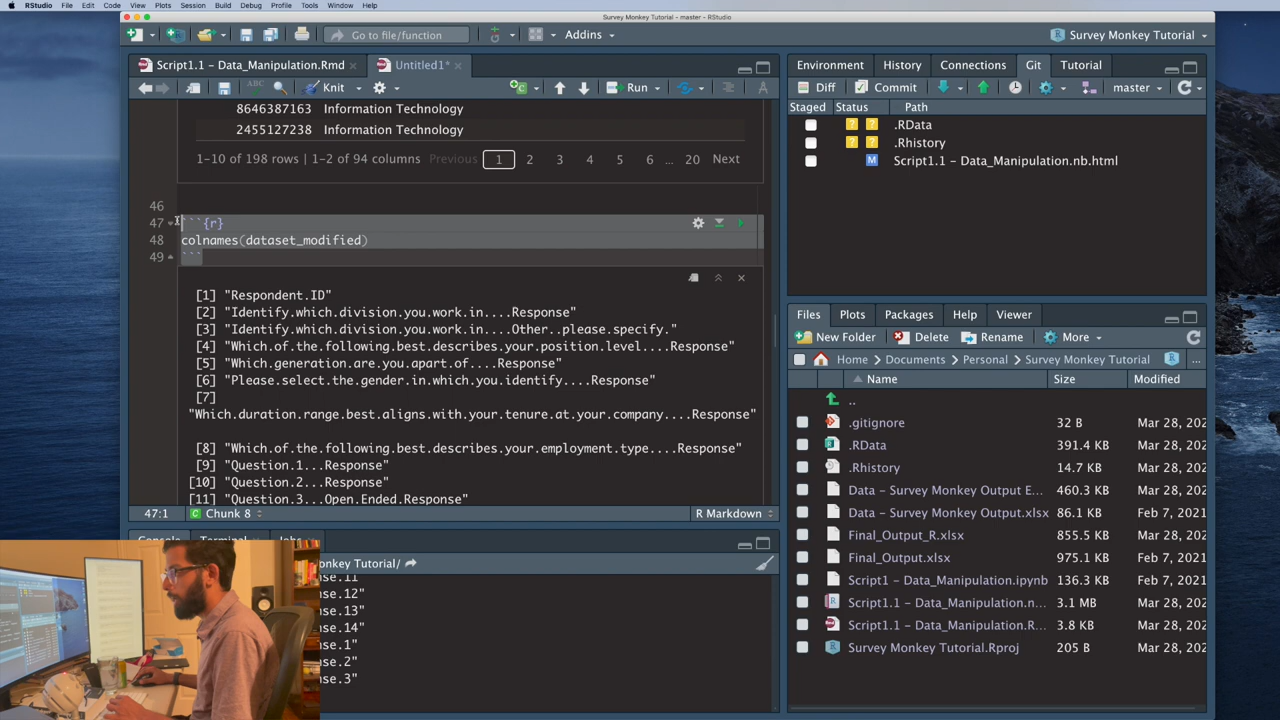 RStudio File Edit Code View Plots Session Build Debug Profile Tools Window Help
Survey Monkey Tutorial - master - RStudio
Go to file/function
Addins
Survey Monkey Tutorial
Script1.1 - Data_Manipulation.Rmd
Untitled1*
ABC
Knit
Run
8646387163 Information Technology
2455127238 Information Technology
1-10 of 198 rows | 1-2 of 94 columns Previous 1 2 3 4 5 6 ... 20 Next
46
47 ```{r}
48 colnames(dataset_modified)
49 ```
[1] "Respondent.ID"
[2] "Identify.which.division.you.work.in....Response"
[3] "Identify.which.division.you.work.in....Other..please.specify."
[4] "Which.of.the.following.best.describes.your.position.level....Response"
[5] "Which.generation.are.you.apart.of....Response"
[6] "Please.select.the.gender.in.which.you.identify....Response"
[7]
"Which.duration.range.best.aligns.with.your.tenure.at.your.company....Response"
[8] "Which.of.the.following.best.describes.your.employment.type....Response"
[9] "Question.1...Response"
[10] "Question.2...Response"
[11] "Question.3...Open.Ended.Response"
47:1 Chunk 8 R Markdown
Console Terminal Jobs
onkey Tutorial/
nse.11
nse.12"
nse.13"
nse.14"
nse.1"
nse.2"
nse.3"
Environment History Connections Git Tutorial
Diff Commit master
Staged Status Path
? ? .RData
? ? .Rhistory
M Script1.1 - Data_Manipulation.nb.html
Files Plots Packages Help Viewer
New Folder Delete Rename More
Home Documents Personal Survey Monkey Tutorial ...
Name Size Modified
..
.gitignore 32 B Mar 28, 202
.RData 391.4 KB Mar 28, 202
.Rhistory 14.7 KB Mar 28, 202
Data - Survey Monkey Output E... 460.3 KB Mar 28, 202
Data - Survey Monkey Output.xlsx 86.1 KB Feb 7, 2021
Final_Output_R.xlsx 855.5 KB Mar 28, 202
Final_Output.xlsx 975.1 KB Feb 7, 2021
Script1 - Data_Manipulation.ipynb 136.3 KB Feb 7, 2021
Script1.1 - Data_Manipulation.n... 3.1 MB Mar 28, 202
Script1.1 - Data_Manipulation.R... 3.8 KB Mar 28, 202
Survey Monkey Tutorial.Rproj 205 B Mar 28, 202